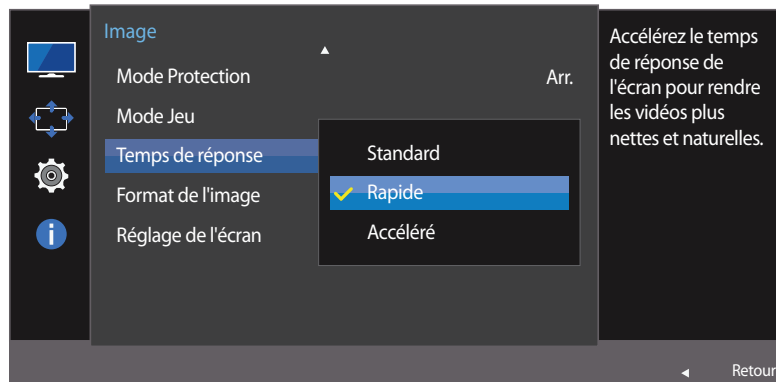 Image
Mode Protection
Arr.
Mode Jeu
Temps de réponse
Format de l'image
Réglage de l'écran
Standard
Rapide
Accéléré
Accélérez le temps
de réponse de
l'écran pour rendre
les vidéos plus
nettes et naturelles.
Retour